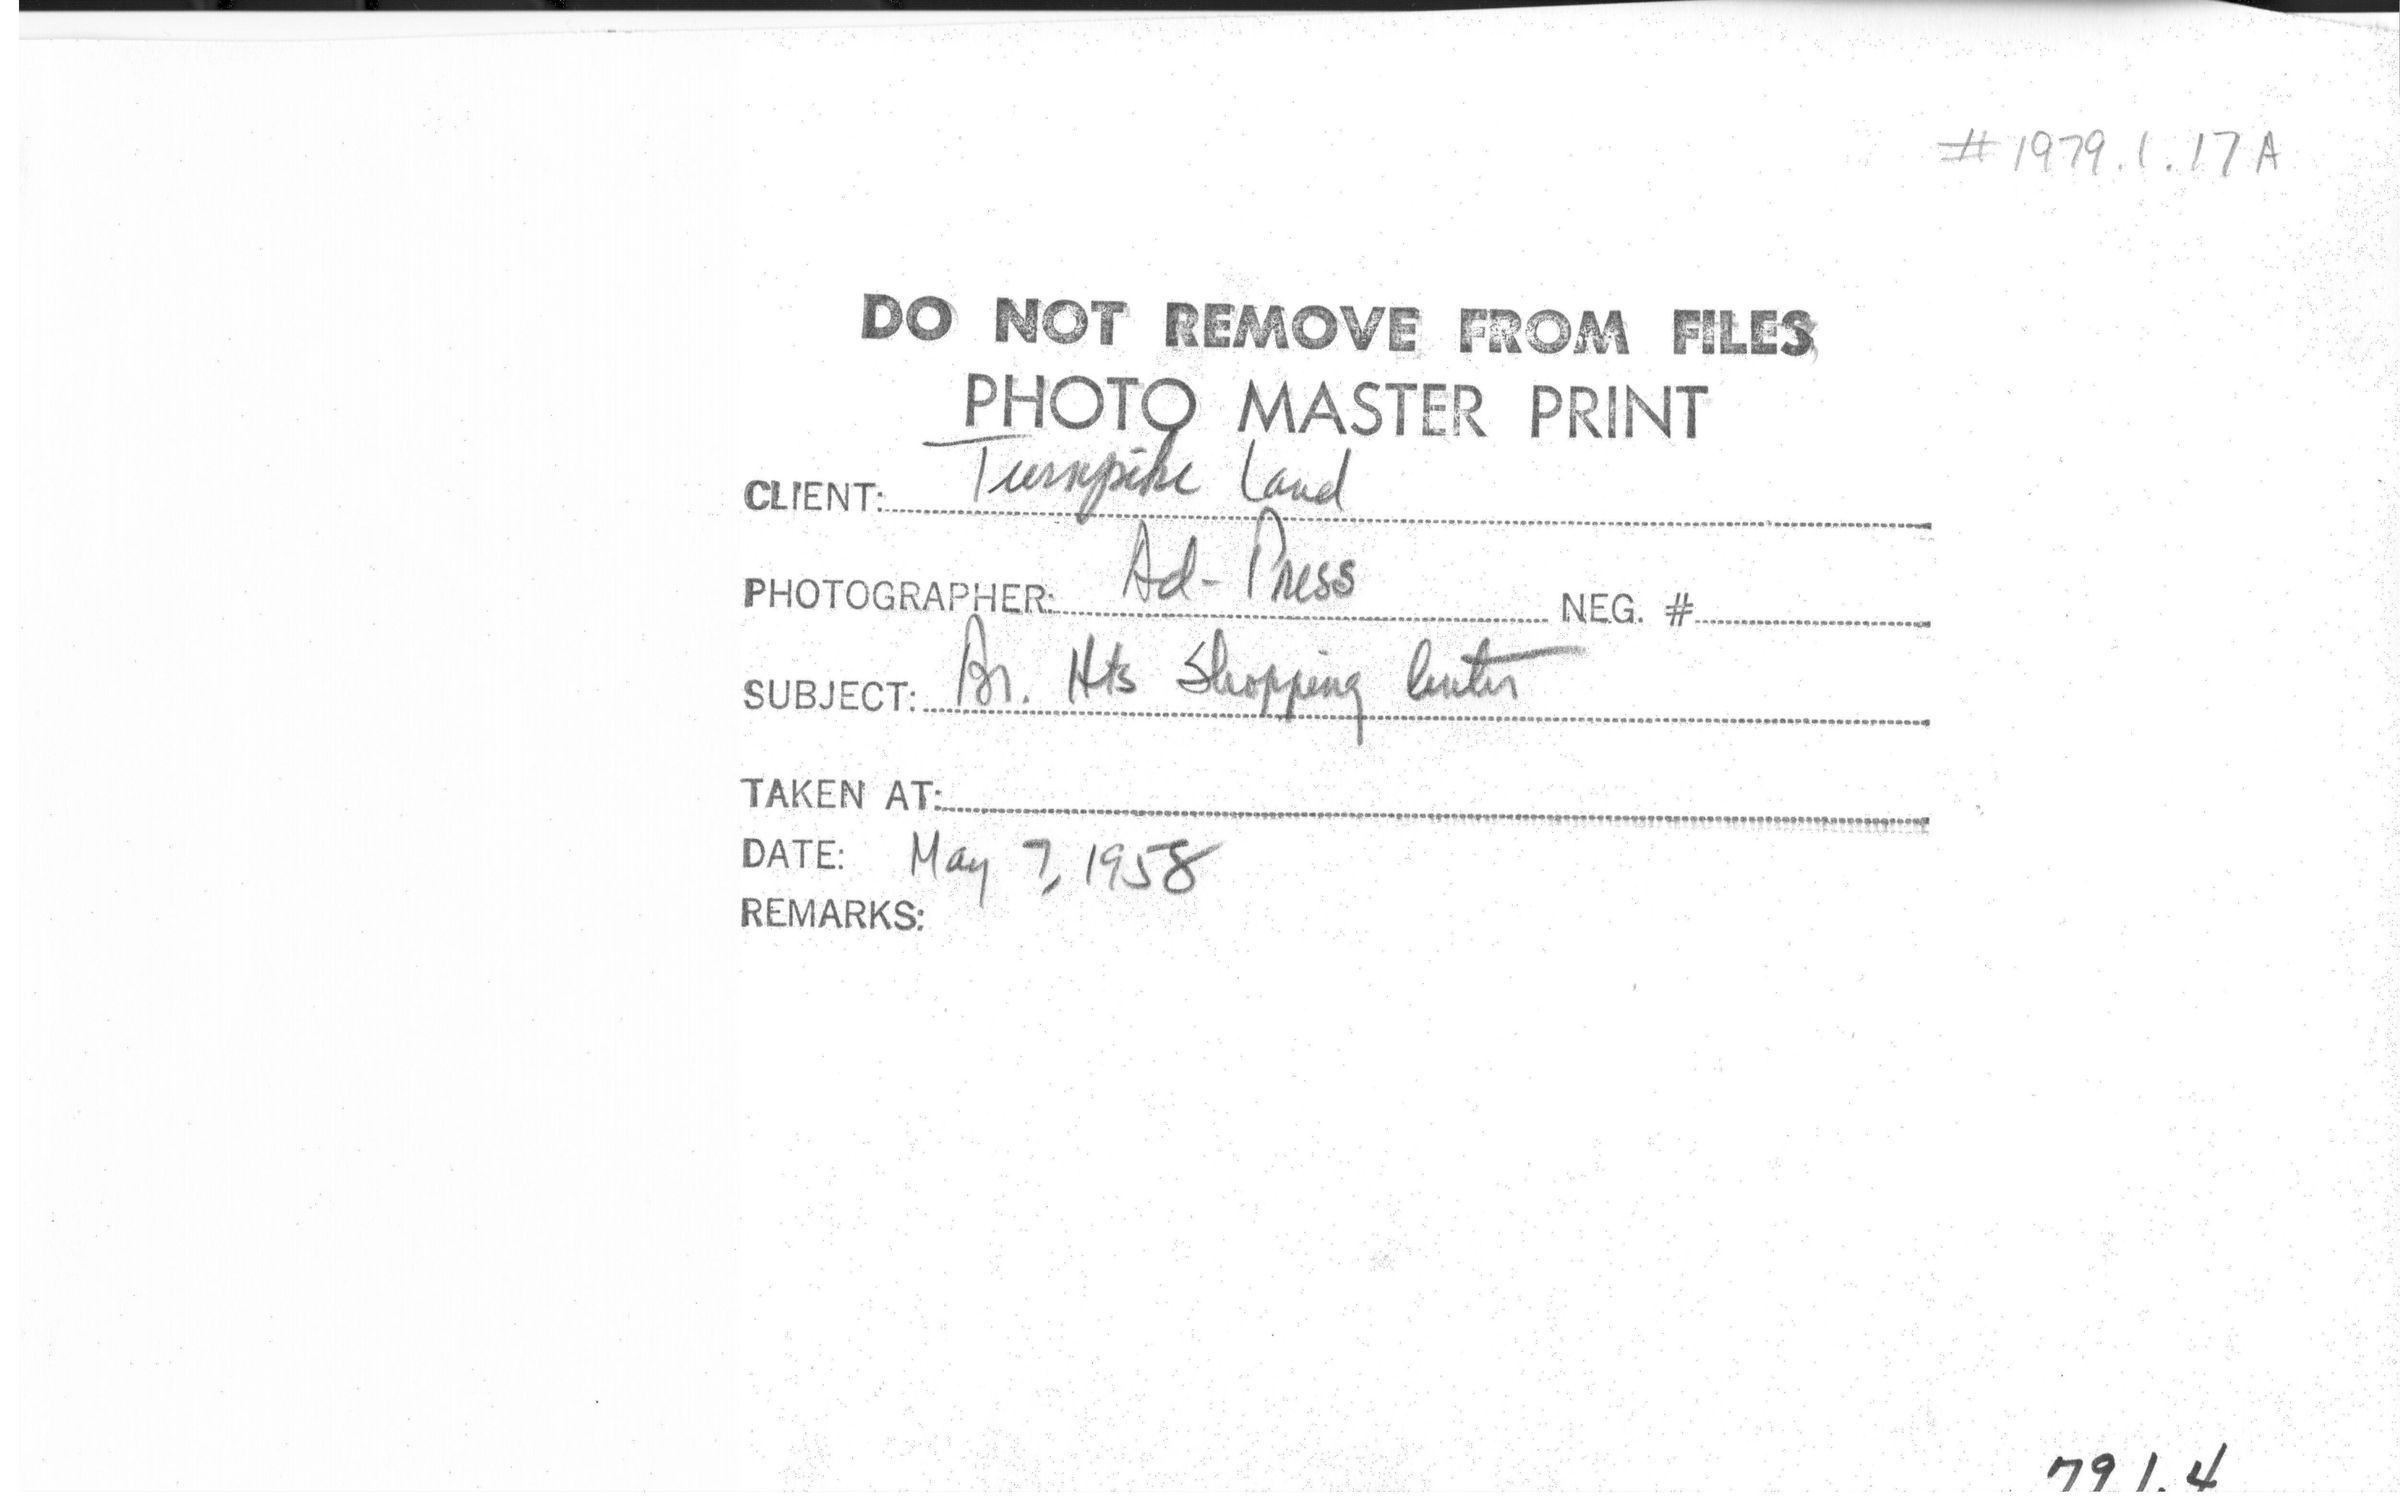 # 1979.1.17 A
DO NOT REMOVE FROM FILES
PHOTO MASTER PRINT
CLIENT: Turnpike Land
PHOTOGRAPHER: Ad-Press NEG. #
SUBJECT: Br. Hts Shopping Center
TAKEN AT:
DATE: May 7, 1958
REMARKS:
791.4